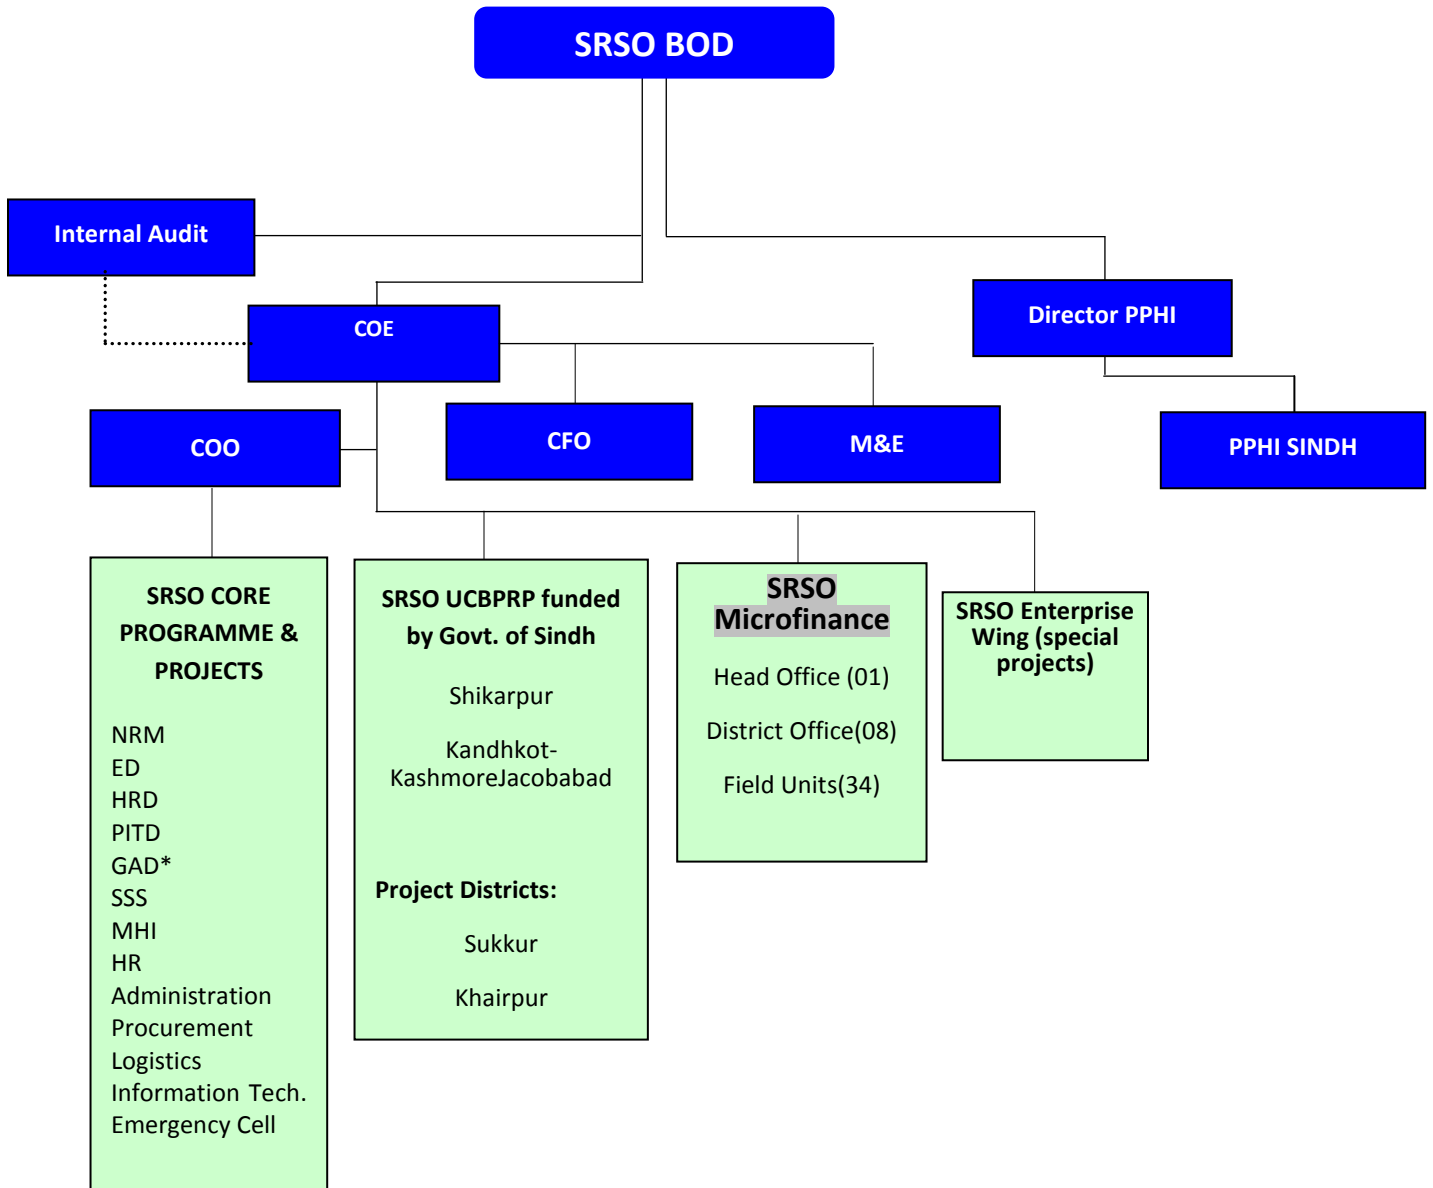 SRSO BOD
Internal Audit
Director PPHI
COE
COO
CFO
M&E
PPHI SINDH
SRSO CORE
PROGRAMME &
PROJECTS
NRM
ED
HRD
PITD
GAD*
SSS
MHI
HR
Administration
Procurement
Logistics
Information Tech.
Emergency Cell
SRSO UCBPRP funded
by Govt. of Sindh
Shikarpur
Kandhkot-
KashmoreJacobabad
Project Districts:
Sukkur
Khairpur
SRSO
Microfinance
Head Office (01)
District Office(08)
Field Units(34)
SRSO Enterprise
Wing (special
projects)